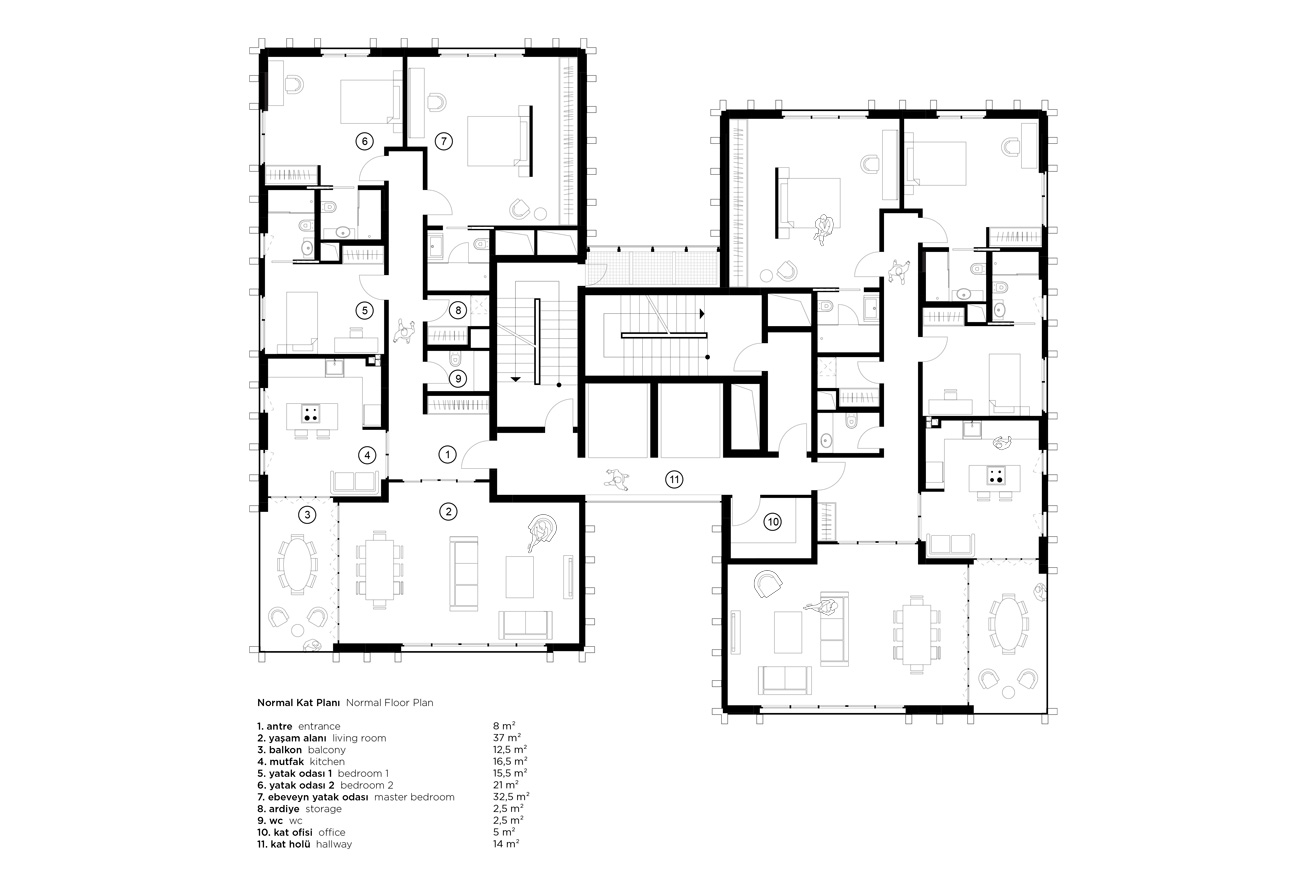 6
7
5
8
9
4
1
11
3
2
10
Normal Kat Planı Normal Floor Plan
1. antre entrance 8 m²
2. yaşam alanı living room 37 m²
3. balkon balcony 12,5 m²
4. mutfak kitchen 16,5 m²
5. yatak odası 1 bedroom 1 15,5 m²
6. yatak odası 2 bedroom 2 21 m²
7. ebeveyn yatak odası master bedroom 32,5 m²
8. ardiye storage 2,5 m²
9. wc wc 2,5 m²
10. kat ofisi office 5 m²
11. kat holü hallway 14 m²